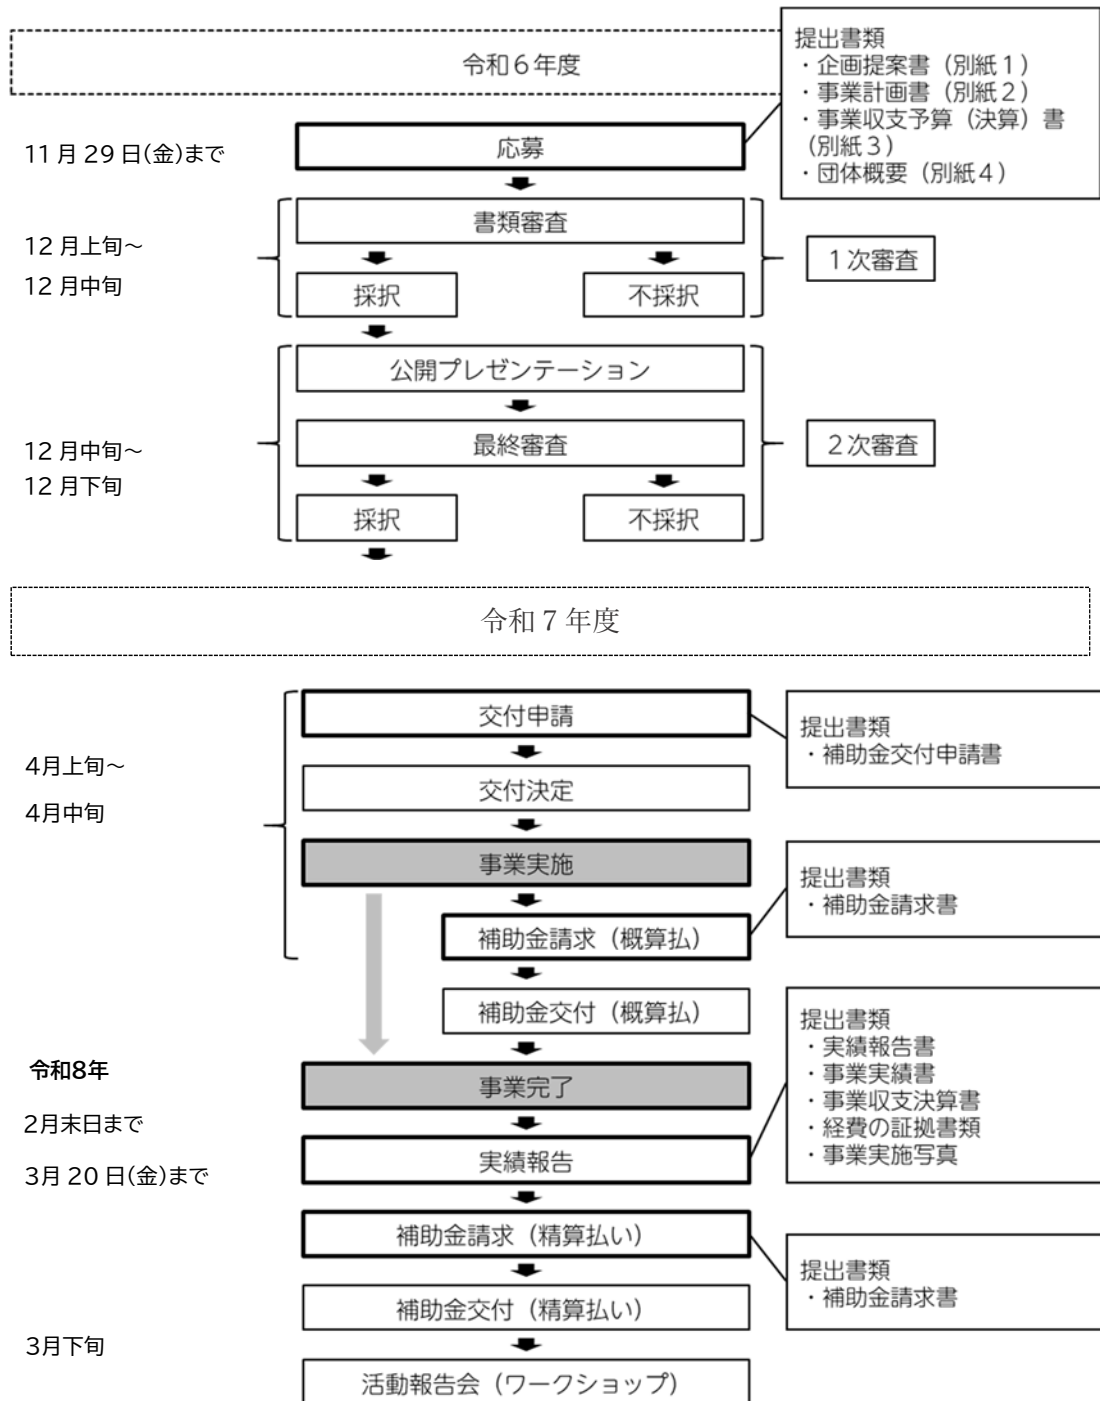 令和６年度
提出書類
・企画提案書（別紙１）
・事業計画書（別紙２）
・事業収支予算（決算）書
（別紙３）
・団体概要（別紙４）
11月29日(金)まで
応募
書類審査
12月上旬～
12月中旬
採択
不採択
１次審査
公開プレゼンテーション
12月中旬～
12月下旬
最終審査
２次審査
採択
不採択
令和７年度
交付申請
提出書類
・補助金交付申請書
4月上旬～
4月中旬
交付決定
事業実施
提出書類
・補助金請求書
補助金請求（概算払）
補助金交付（概算払）
令和8年
事業完了
2月末日まで
提出書類
・実績報告書
・事業実績書
・事業収支決算書
・経費の証拠書類
・事業実施写真
実績報告
3月20日(金)まで
補助金請求（精算払い）
提出書類
・補助金請求書
補助金交付（精算払い）
3月下旬
活動報告会（ワークショップ）